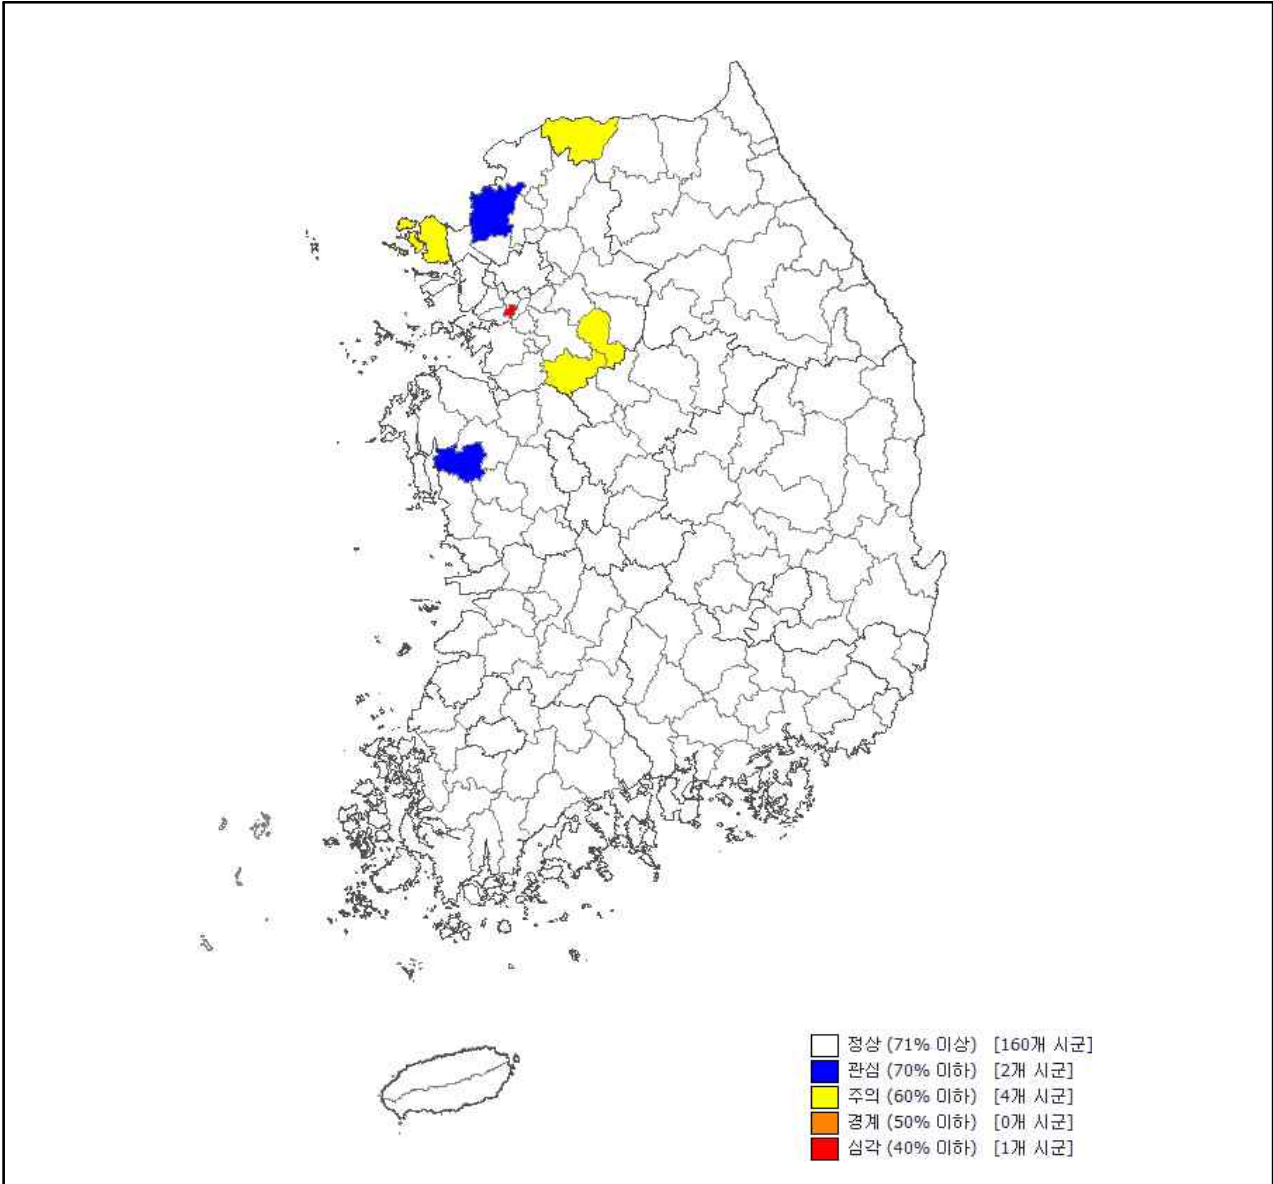 정상 (71% 이상) [160개 시군]
관심 (70% 이하) [2개 시군]
주의 (60% 이하) [4개 시군]
경계 (50% 이하) [0개 시군]
심각 (40% 이하) [1개 시군]